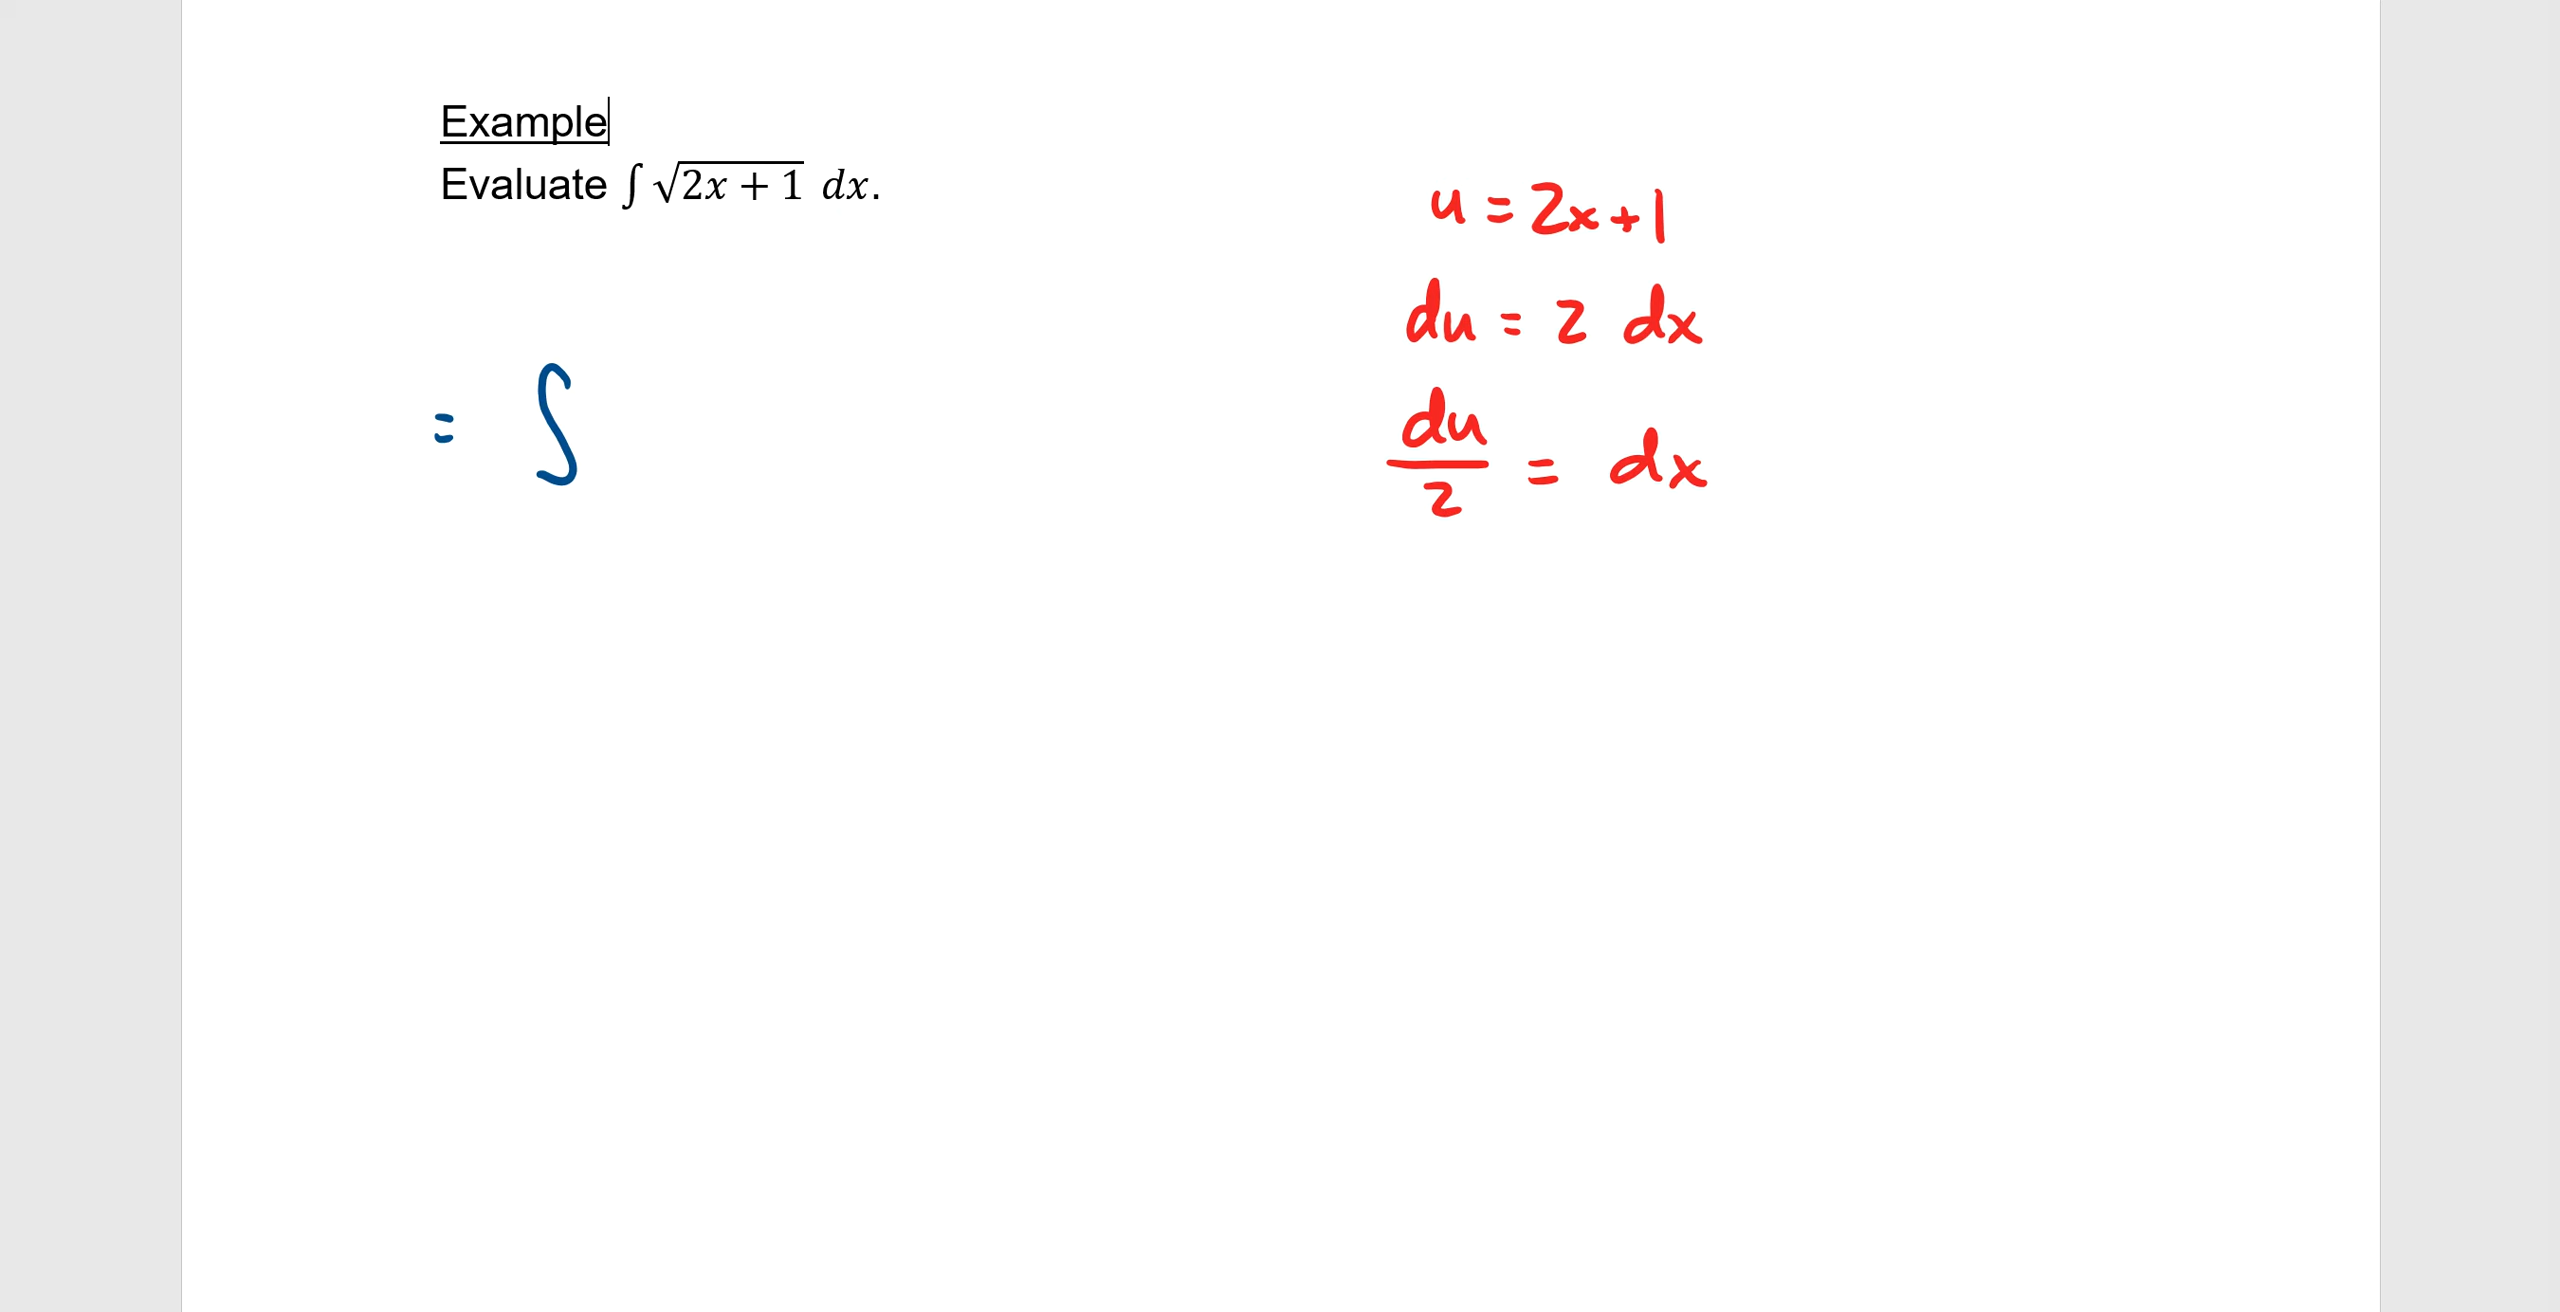 Example
Evaluate ∫ √(2x + 1) dx.
u = 2x + 1
du = 2 dx
du/2 = dx
= ∫